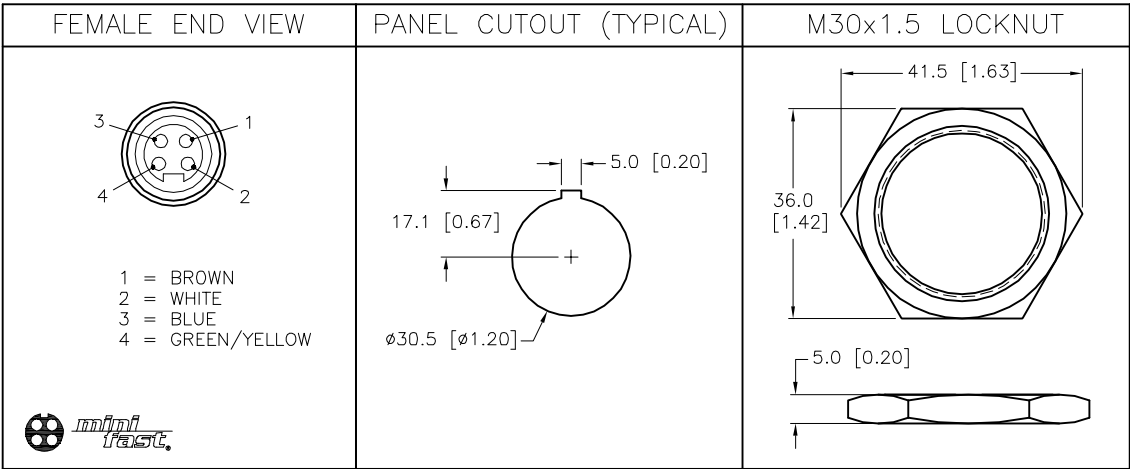 FEMALE END VIEW
PANEL CUTOUT (TYPICAL)
M30x1.5 LOCKNUT
3
1
4
2
1 = BROWN
2 = WHITE
3 = BLUE
4 = GREEN/YELLOW
mini
fast®
5.0 [0.20]
17.1 [0.67]
ø30.5 [ø1.20]
41.5 [1.63]
36.0
[1.42]
5.0 [0.20]